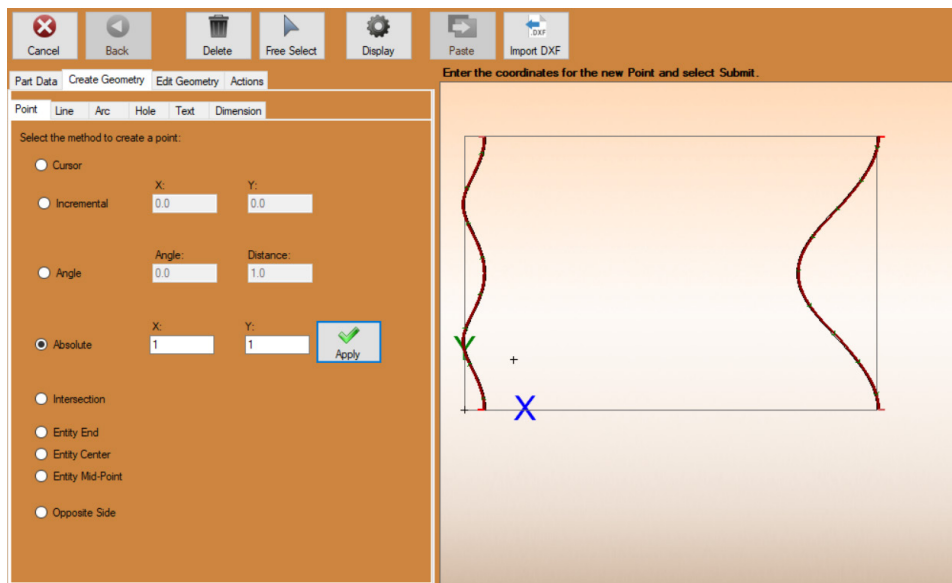 Cancel
Back
Delete
Free Select
Display
Paste
.DXF
Import DXF
Part Data
Create Geometry
Edit Geometry
Actions
Enter the coordinates for the new Point and select Submit.
Point
Line
Arc
Hole
Text
Dimension
Select the method to create a point:
Cursor
X:
Y:
Incremental
0.0
0.0
Angle:
Distance:
Angle
0.0
1.0
X:
Y:
Absolute
1
1
Apply
Intersection
Entity End
Entity Center
Entity Mid-Point
Opposite Side
Y
X